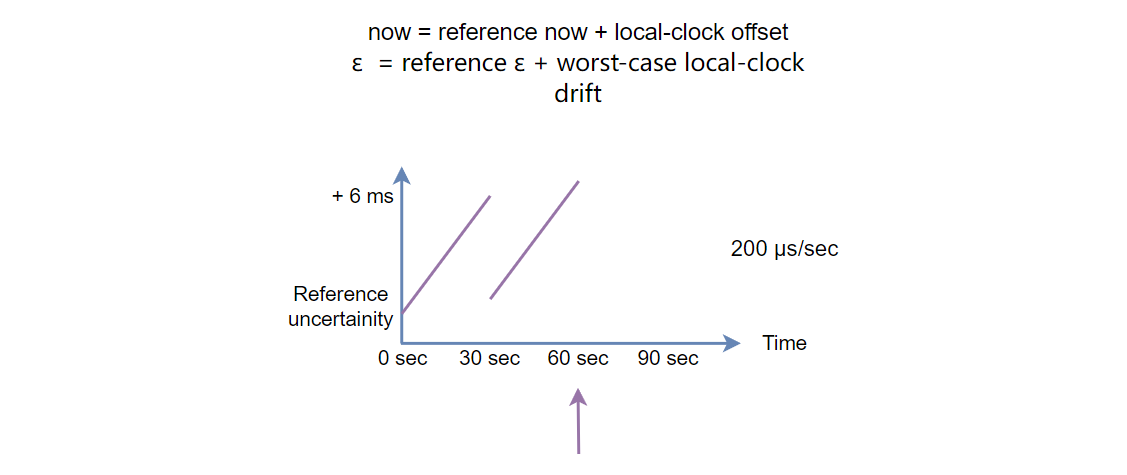 now = reference now + local-clock offset
ε = reference ε + worst-case local-clock
drift
+ 6 ms
200 μs/sec
Reference
uncertainity
Time
0 sec 30 sec 60 sec 90 sec